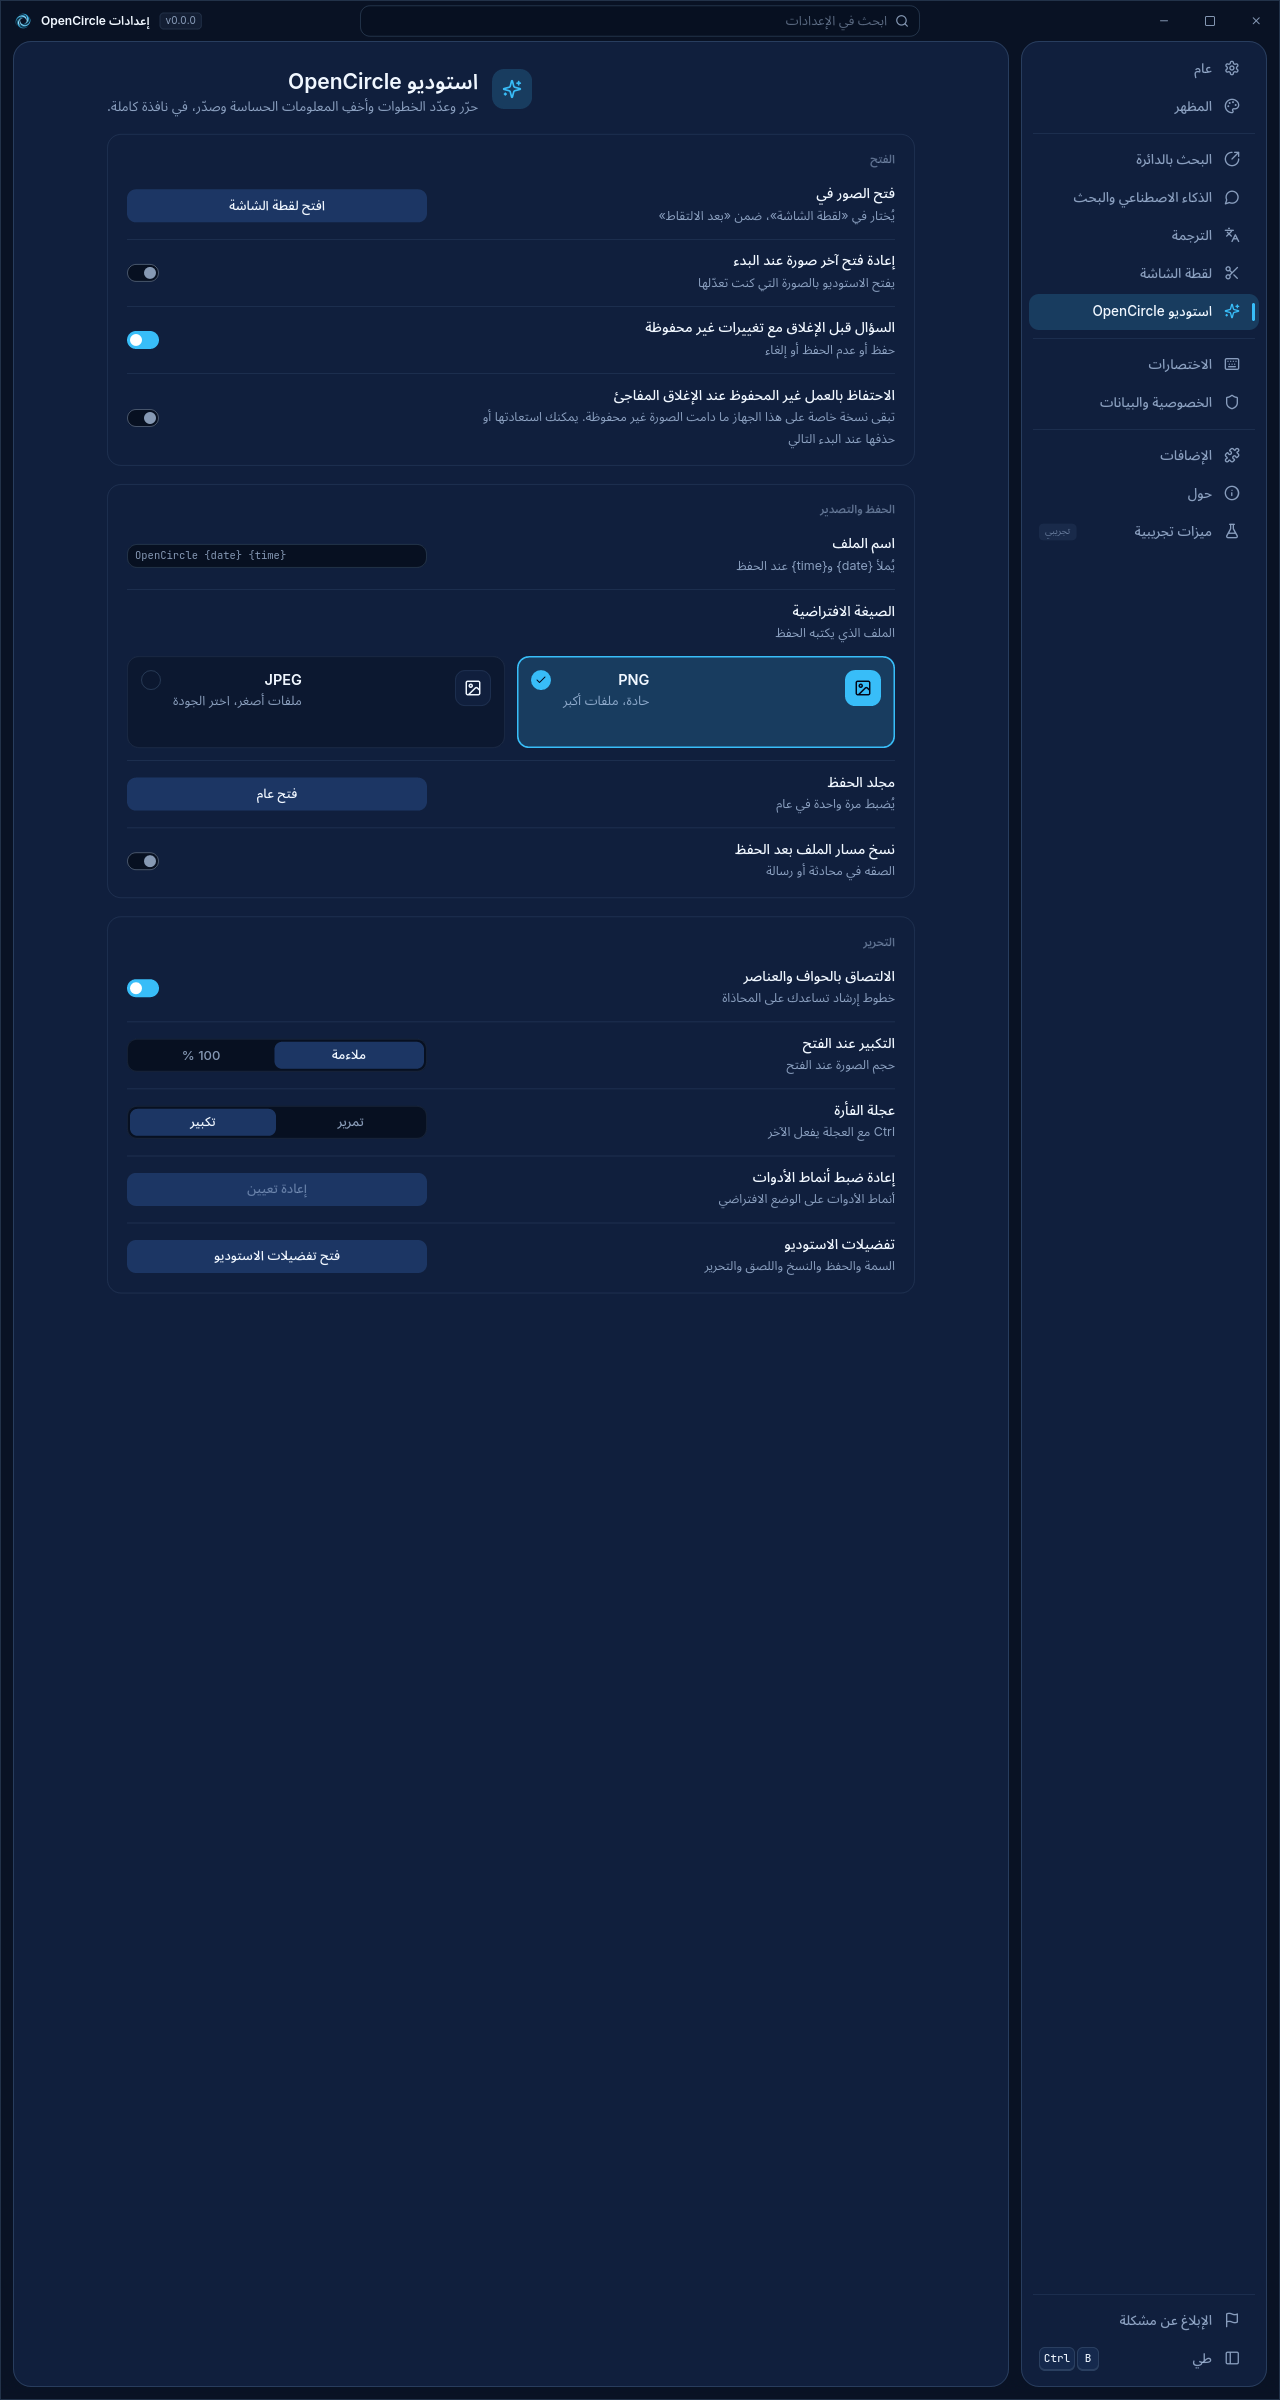 إعدادات OpenCircle
v0.0.0
ابحث في الإعدادات
عام
المظهر
البحث بالدائرة
الذكاء الاصطناعي والبحث
الترجمة
لقطة الشاشة
استوديو OpenCircle
الاختصارات
الخصوصية والبيانات
الإضافات
حول
ميزات تجريبية
تجريبي
الإبلاغ عن مشكلة
طي
Ctrl B
استوديو OpenCircle
حرّر وعدّد الخطوات وأخفِ المعلومات الحساسة وصدّر، في نافذة كاملة.
الفتح
فتح الصور في
يُختار في «لقطة الشاشة»، ضمن «بعد الالتقاط»
افتح لقطة الشاشة
إعادة فتح آخر صورة عند البدء
يفتح الاستوديو بالصورة التي كنت تعدّلها
السؤال قبل الإغلاق مع تغييرات غير محفوظة
حفظ أو عدم الحفظ أو إلغاء
الاحتفاظ بالعمل غير المحفوظ عند الإغلاق المفاجئ
تبقى نسخة خاصة على هذا الجهاز ما دامت الصورة غير محفوظة. يمكنك استعادتها أو
حذفها عند البدء التالي
الحفظ والتصدير
اسم الملف
يُملأ {date} و{time} عند الحفظ
OpenCircle {date} {time}
الصيغة الافتراضية
الملف الذي يكتبه الحفظ
PNG
حادة، ملفات أكبر
JPEG
ملفات أصغر، اختر الجودة
مجلد الحفظ
يُضبط مرة واحدة في عام
فتح عام
نسخ مسار الملف بعد الحفظ
الصقه في محادثة أو رسالة
التحرير
الالتصاق بالحواف والعناصر
خطوط إرشاد تساعدك على المحاذاة
التكبير عند الفتح
حجم الصورة عند الفتح
ملاءمة
100 %
عجلة الفأرة
Ctrl مع العجلة يفعل الآخر
تمرير
تكبير
إعادة ضبط أنماط الأدوات
أنماط الأدوات على الوضع الافتراضي
إعادة تعيين
تفضيلات الاستوديو
السمة والحفظ والنسخ واللصق والتحرير
فتح تفضيلات الاستوديو